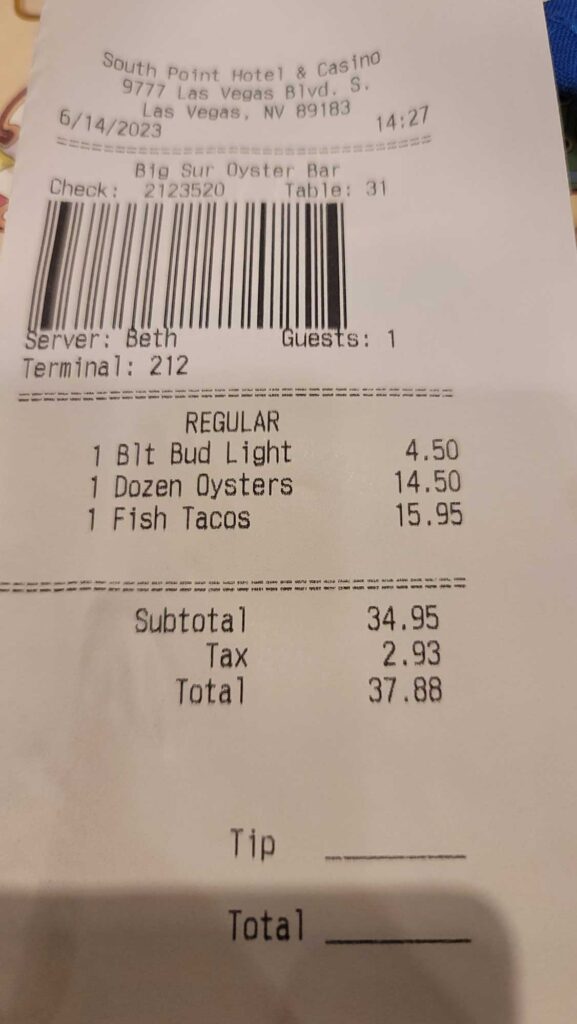 South Point Hotel & Casino
9777 Las Vegas Blvd. S.
Las Vegas, NV 89183
6/14/2023 14:27
Big Sur Oyster Bar
Check: 2123520 Table: 31
Server: Beth Guests: 1
Terminal: 212
REGULAR
1 Blt Bud Light 4.50
1 Dozen Oysters 14.50
1 Fish Tacos 15.95
Subtotal 34.95
Tax 2.93
Total 37.88
Tip
Total